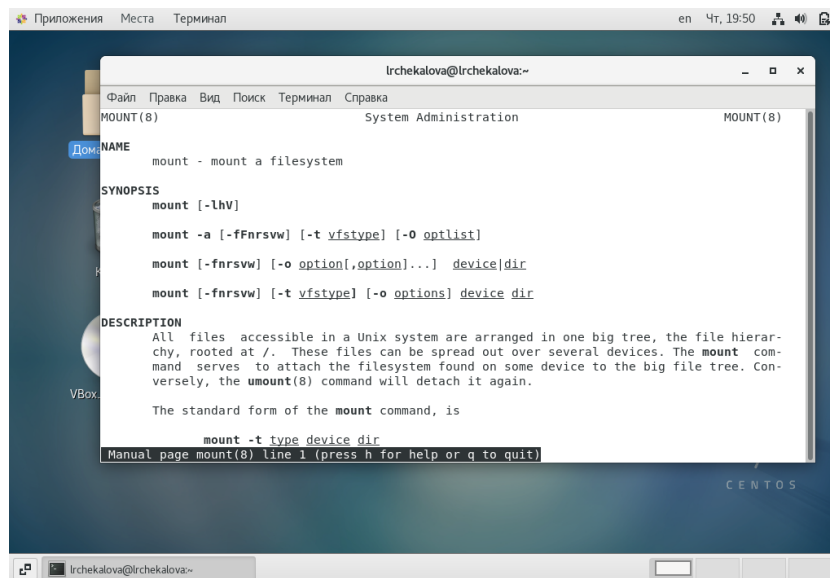 Приложения Места Терминал en Чт, 19:50
lrchekalova@lrchekalova:~
Файл Правка Вид Поиск Терминал Справка
MOUNT(8) System Administration MOUNT(8)
NAME
mount - mount a filesystem
SYNOPSIS
mount [-lhV]
mount -a [-fFnrsvw] [-t vfstype] [-O optlist]
mount [-fnrsvw] [-o option[,option]...] device|dir
mount [-fnrsvw] [-t vfstype] [-o options] device dir
DESCRIPTION
All files accessible in a Unix system are arranged in one big tree, the file hierar-
chy, rooted at /. These files can be spread out over several devices. The mount com-
mand serves to attach the filesystem found on some device to the big file tree. Con-
versely, the umount(8) command will detach it again.
The standard form of the mount command, is
mount -t type device dir
Manual page mount(8) line 1 (press h for help or q to quit)
Дома
К
VBox
CENTOS
lrchekalova@lrchekalova:~